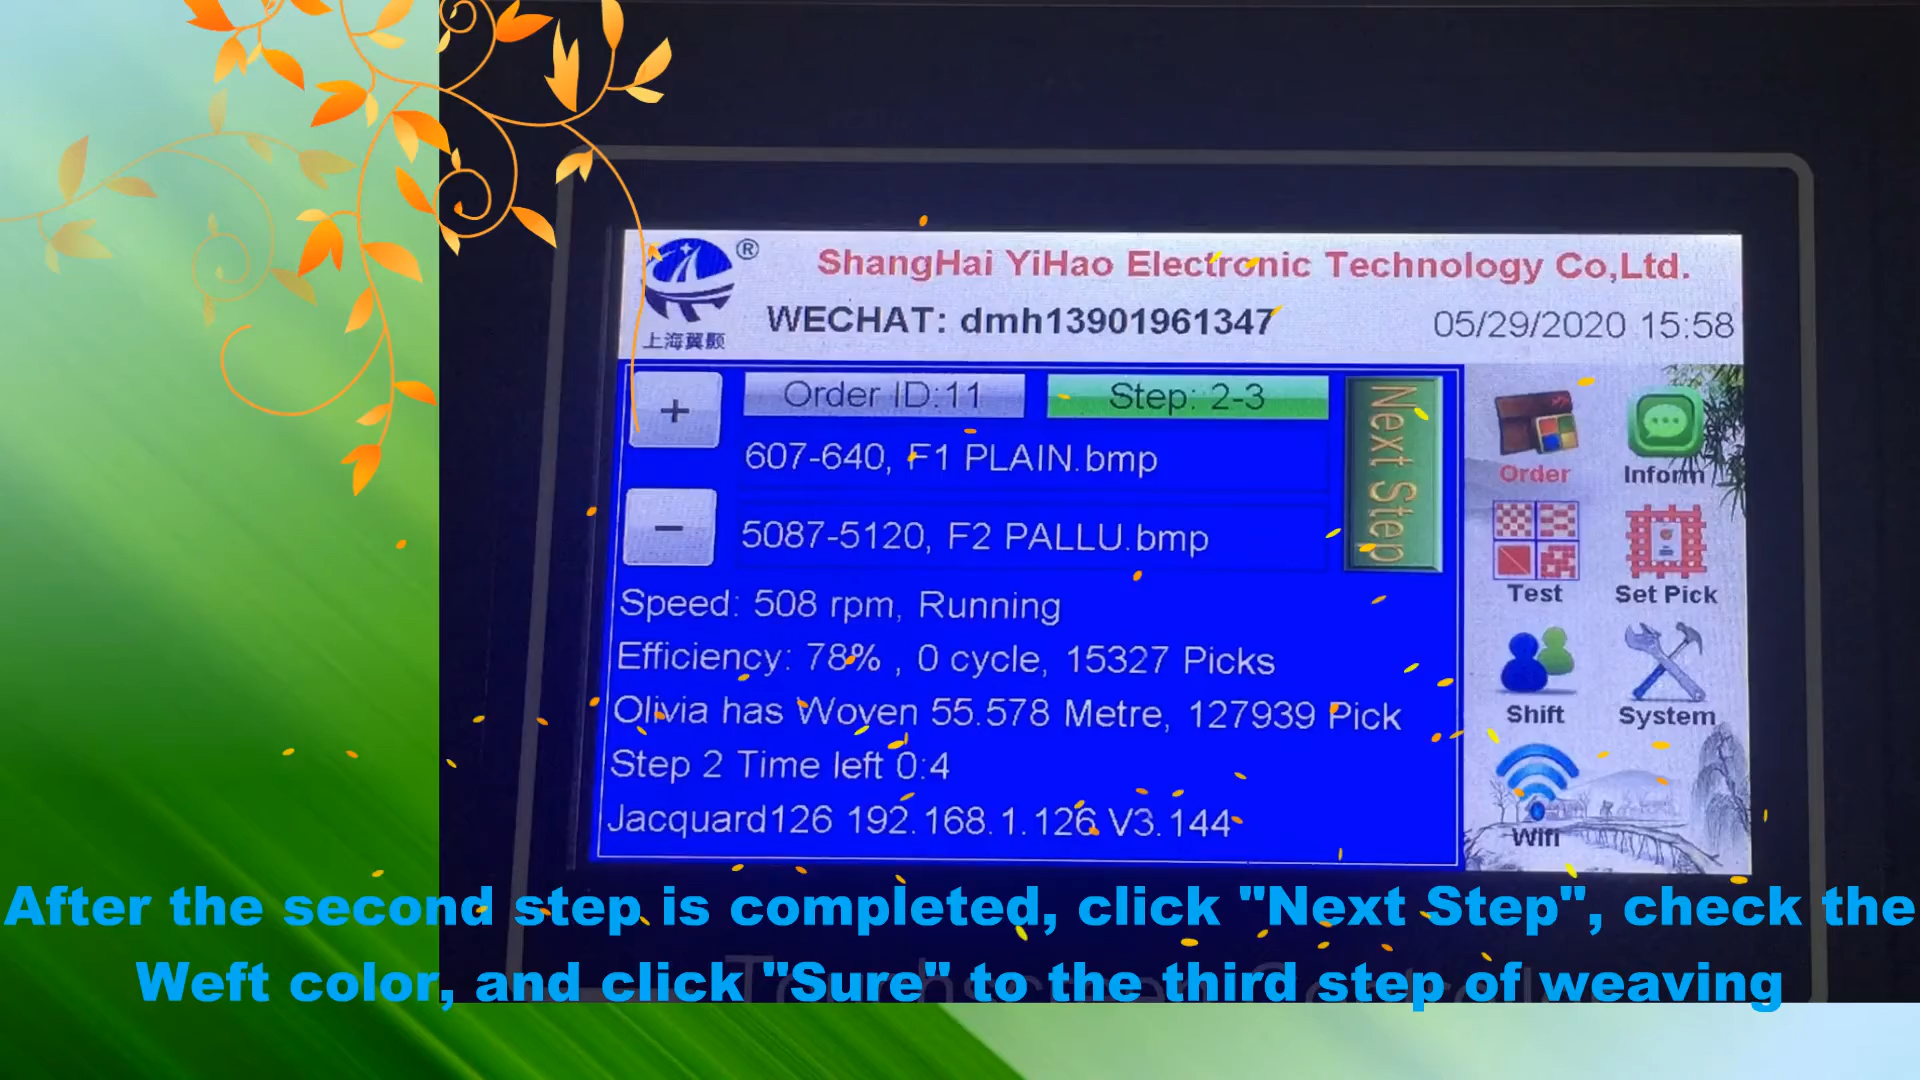 ®
ShangHai YiHao Electronic Technology Co,Ltd.
WECHAT: dmh13901961347
05/29/2020 15:58
上海翼颢
+
Order ID:11
Step: 2-3
Next Step
607-640, F1 PLAIN.bmp
−
5087-5120, F2 PALLU.bmp
Speed: 508 rpm, Running
Efficiency: 78% , 0 cycle, 15327 Picks
Olivia has Woven 55.578 Metre, 127939 Pick
Step 2 Time left 0:4
Jacquard126 192.168.1.126 V3.144
Order
Inform
Test
Set Pick
Shift
System
Wifi
After the second step is completed, click "Next Step", check the
Weft color, and click "Sure" to the third step of weaving